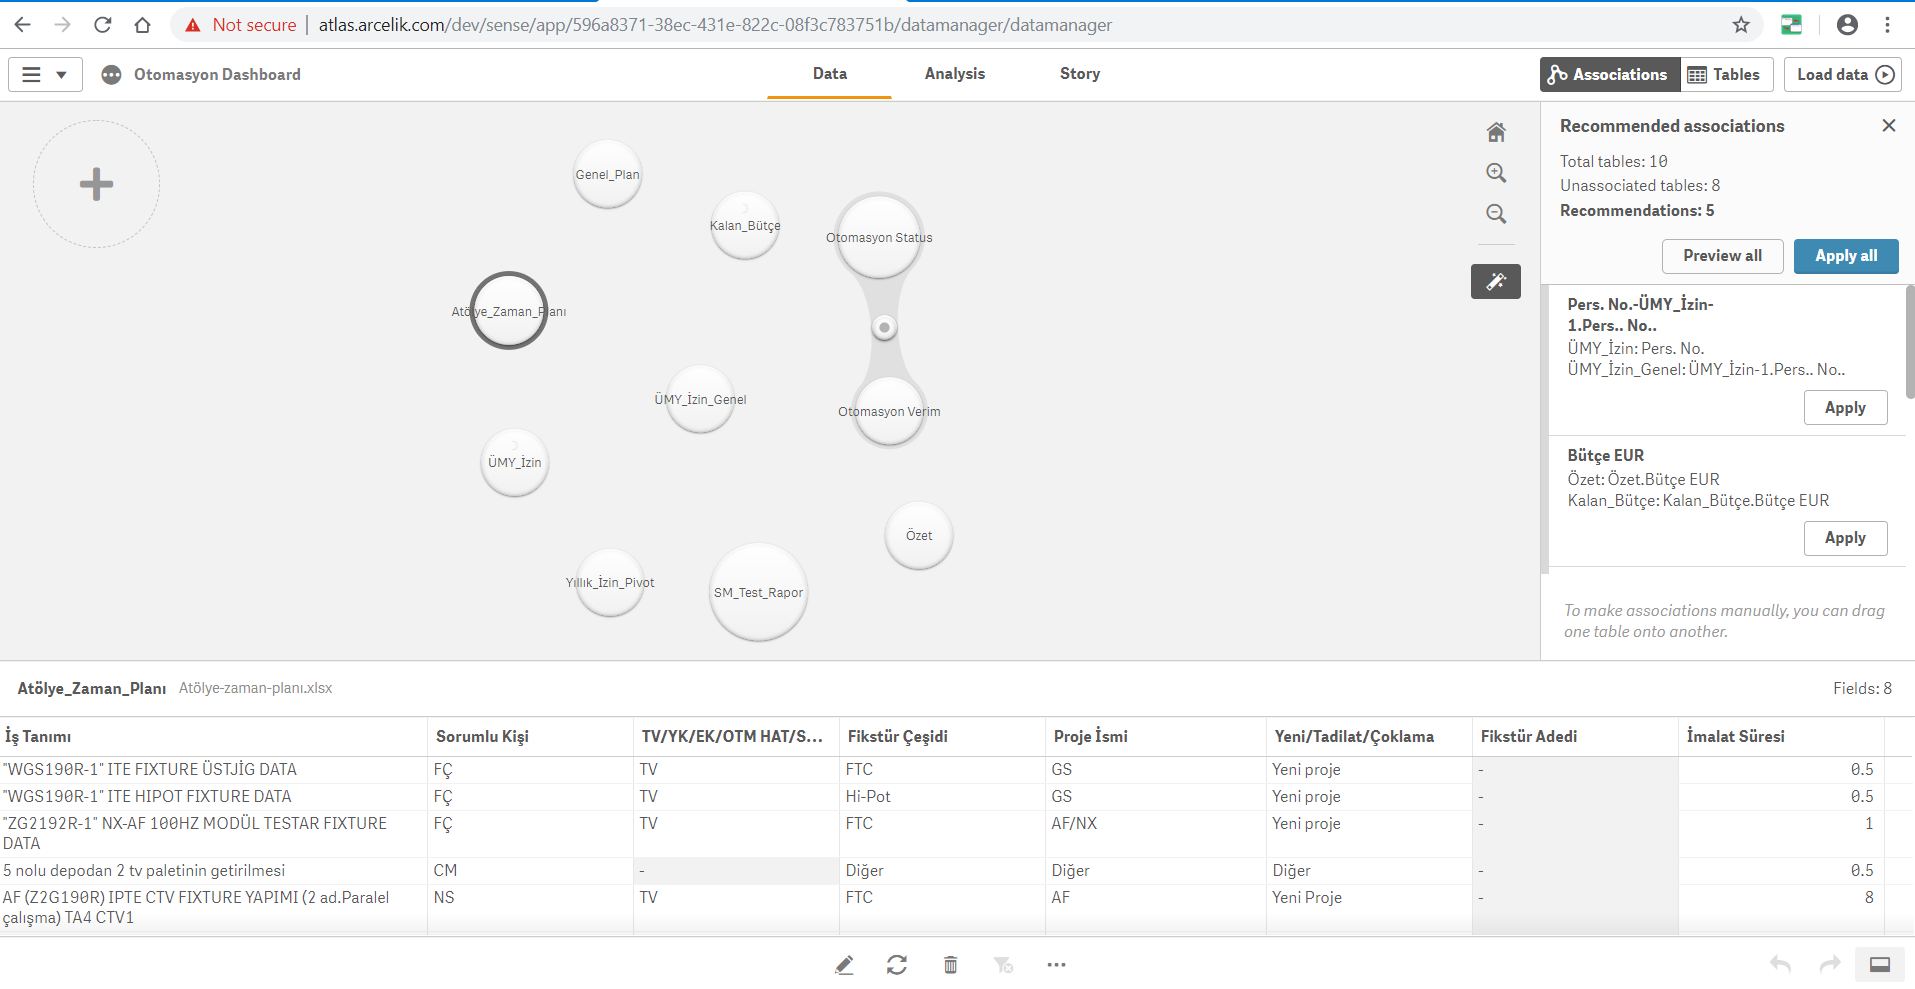 Not secure
atlas.arcelik.com/dev/sense/app/596a8371-38ec-431e-822c-08f3c783751b/datamanager/datamanager
Otomasyon Dashboard
Data
Analysis
Story
Associations
Tables
Load data
Genel_Plan
Kalan_Bütçe
Otomasyon Status
Atölye_Zaman_Planı
ÜMY_İzin_Genel
Otomasyon Verim
ÜMY_İzin
Özet
Yıllık_İzin_Pivot
SM_Test_Rapor
Recommended associations
Total tables: 10
Unassociated tables: 8
Recommendations: 5
Preview all
Apply all
Pers. No.-ÜMY_İzin-
1.Pers.. No..
ÜMY_İzin: Pers. No.
ÜMY_İzin_Genel: ÜMY_İzin-1.Pers.. No..
Apply
Bütçe EUR
Özet: Özet.Bütçe EUR
Kalan_Bütçe: Kalan_Bütçe.Bütçe EUR
Apply
To make associations manually, you can drag
one table onto another.
Atölye_Zaman_Planı Atölye-zaman-planı.xlsx Fields: 8
İş Tanımı Sorumlu Kişi TV/YK/EK/OTM HAT/S... Fikstür Çeşidi Proje İsmi Yeni/Tadilat/Çoklama Fikstür Adedi İmalat Süresi
"WGS190R-1" ITE FIXTURE ÜSTJİG DATA FÇ TV FTC GS Yeni proje - 0.5
"WGS190R-1" ITE HIPOT FIXTURE DATA FÇ TV Hi-Pot GS Yeni proje - 0.5
"ZG2192R-1" NX-AF 100HZ MODÜL TESTAR FIXTURE FÇ TV FTC AF/NX Yeni proje - 1
DATA
5 nolu depodan 2 tv paletinin getirilmesi CM - Diğer Diğer Diğer - 0.5
AF (Z2G190R) IPTE CTV FIXTURE YAPIMI (2 ad.Paralel NS TV FTC AF Yeni Proje - 8
çalışma) TA4 CTV1